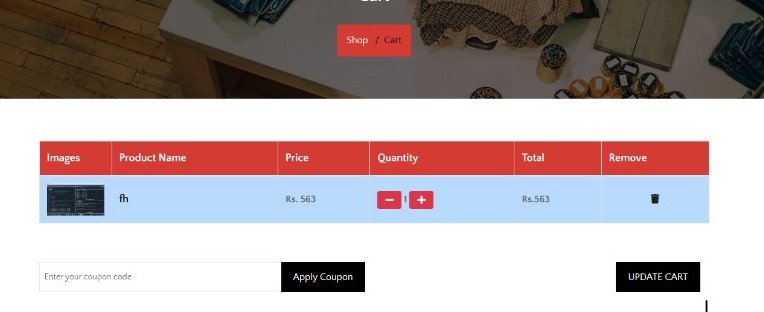 Cart
Shop / Cart
Images Product Name Price Quantity Total Remove
fh Rs. 563 1 Rs.563
Enter your coupon code Apply Coupon UPDATE CART